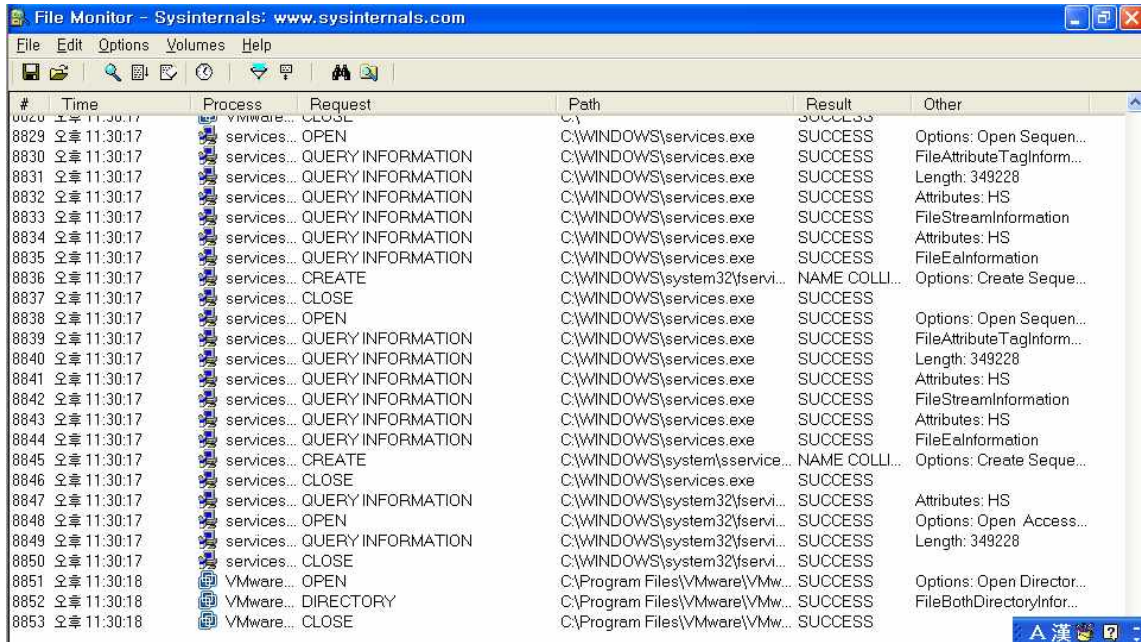 File Monitor - Sysinternals: www.sysinternals.com
File Edit Options Volumes Help
# Time Process Request Path Result Other
CLOSE C:\ SUCCESS
8829 오후 11:30:17 services... OPEN C:\WINDOWS\services.exe SUCCESS Options: Open Sequen...
8830 오후 11:30:17 services... QUERY INFORMATION C:\WINDOWS\services.exe SUCCESS FileAttributeTagInform...
8831 오후 11:30:17 services... QUERY INFORMATION C:\WINDOWS\services.exe SUCCESS Length: 349228
8832 오후 11:30:17 services... QUERY INFORMATION C:\WINDOWS\services.exe SUCCESS Attributes: HS
8833 오후 11:30:17 services... QUERY INFORMATION C:\WINDOWS\services.exe SUCCESS FileStreamInformation
8834 오후 11:30:17 services... QUERY INFORMATION C:\WINDOWS\services.exe SUCCESS Attributes: HS
8835 오후 11:30:17 services... QUERY INFORMATION C:\WINDOWS\services.exe SUCCESS FileEaInformation
8836 오후 11:30:17 services... CREATE C:\WINDOWS\system32\fservi... NAME COLLI... Options: Create Seque...
8837 오후 11:30:17 services... CLOSE C:\WINDOWS\services.exe SUCCESS
8838 오후 11:30:17 services... OPEN C:\WINDOWS\services.exe SUCCESS Options: Open Sequen...
8839 오후 11:30:17 services... QUERY INFORMATION C:\WINDOWS\services.exe SUCCESS FileAttributeTagInform...
8840 오후 11:30:17 services... QUERY INFORMATION C:\WINDOWS\services.exe SUCCESS Length: 349228
8841 오후 11:30:17 services... QUERY INFORMATION C:\WINDOWS\services.exe SUCCESS Attributes: HS
8842 오후 11:30:17 services... QUERY INFORMATION C:\WINDOWS\services.exe SUCCESS FileStreamInformation
8843 오후 11:30:17 services... QUERY INFORMATION C:\WINDOWS\services.exe SUCCESS Attributes: HS
8844 오후 11:30:17 services... QUERY INFORMATION C:\WINDOWS\services.exe SUCCESS FileEaInformation
8845 오후 11:30:17 services... CREATE C:\WINDOWS\system\sservice... NAME COLLI... Options: Create Seque...
8846 오후 11:30:17 services... CLOSE C:\WINDOWS\services.exe SUCCESS
8847 오후 11:30:17 services... QUERY INFORMATION C:\WINDOWS\system32\fservi... SUCCESS Attributes: HS
8848 오후 11:30:17 services... OPEN C:\WINDOWS\system32\fservi... SUCCESS Options: Open Access...
8849 오후 11:30:17 services... QUERY INFORMATION C:\WINDOWS\system32\fservi... SUCCESS Length: 349228
8850 오후 11:30:17 services... CLOSE C:\WINDOWS\system32\fservi... SUCCESS
8851 오후 11:30:18 VMware... OPEN C:\Program Files\VMware\VMw... SUCCESS Options: Open Director...
8852 오후 11:30:18 VMware... DIRECTORY C:\Program Files\VMware\VMw... SUCCESS FileBothDirectoryInfor...
8853 오후 11:30:18 VMware... CLOSE C:\Program Files\VMware\VMw... SUCCESS
A 漢